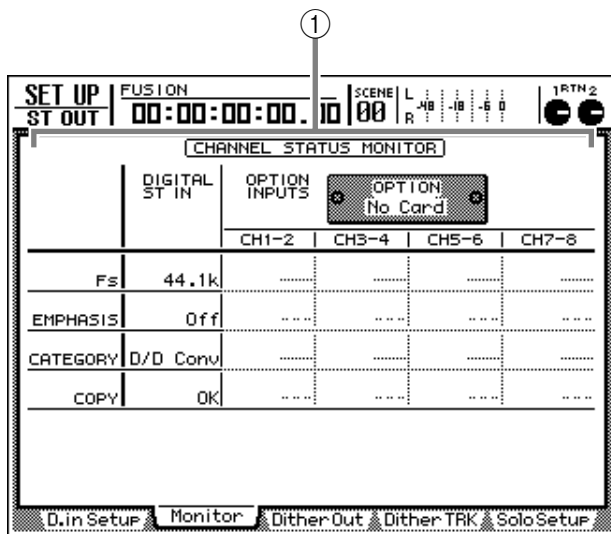 1
SET UP
ST OUT
FUSION
00:00:00:00.00
SCENE
00
L
R
-48 -18 -6 0
1 RTN 2
CHANNEL STATUS MONITOR
DIGITAL
ST IN
OPTION
INPUTS
OPTION
No Card
CH1-2 CH3-4 CH5-6 CH7-8
Fs 44.1k ------- ------- ------- -------
EMPHASIS Off --- --- --- ---
CATEGORY D/D Conv ------- ------- ------- -------
COPY OK --- --- --- ---
D.in Setup Monitor Dither Out Dither TRK Solo Setup